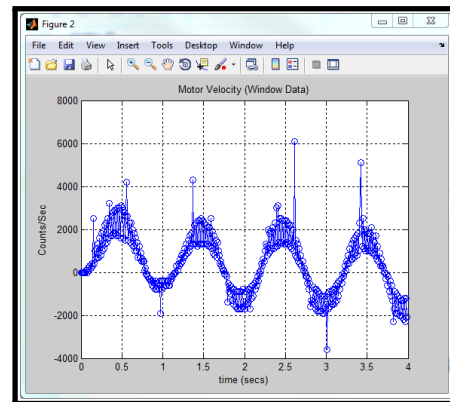 Figure 2
File Edit View Insert Tools Desktop Window Help
Motor Velocity (Window Data)
8000
6000
4000
2000
0
-2000
-4000
Counts/Sec
0 0.5 1 1.5 2 2.5 3 3.5 4
time (secs)